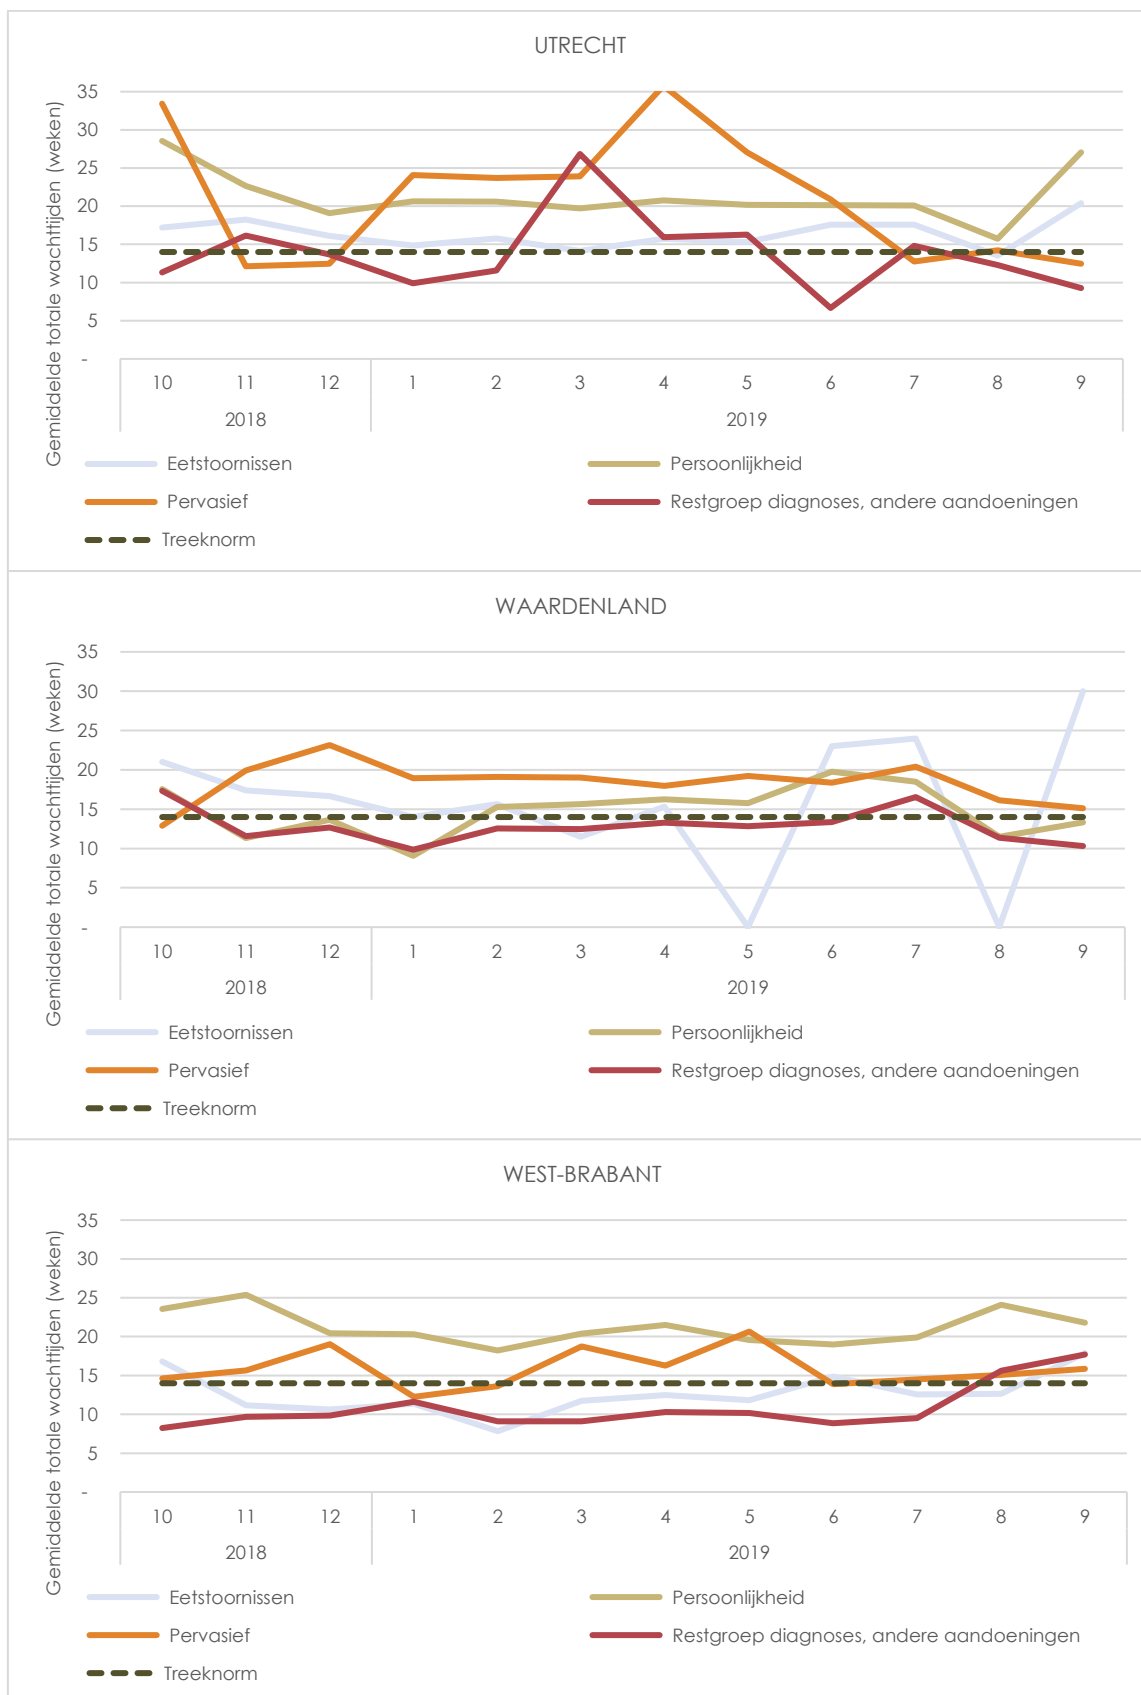 UTRECHT
Gemiddelde totale wachttijden (weken)
35
30
25
20
15
10
5
-
10 11 12 1 2 3 4 5 6 7 8 9
2018 2019
Eetstoornissen Persoonlijkheid
Pervasief Restgroep diagnoses, andere aandoeningen
Treeknorm
WAARDENLAND
Gemiddelde totale wachttijden (weken)
35
30
25
20
15
10
5
-
10 11 12 1 2 3 4 5 6 7 8 9
2018 2019
Eetstoornissen Persoonlijkheid
Pervasief Restgroep diagnoses, andere aandoeningen
Treeknorm
WEST-BRABANT
Gemiddelde totale wachttijden (weken)
35
30
25
20
15
10
5
-
10 11 12 1 2 3 4 5 6 7 8 9
2018 2019
Eetstoornissen Persoonlijkheid
Pervasief Restgroep diagnoses, andere aandoeningen
Treeknorm